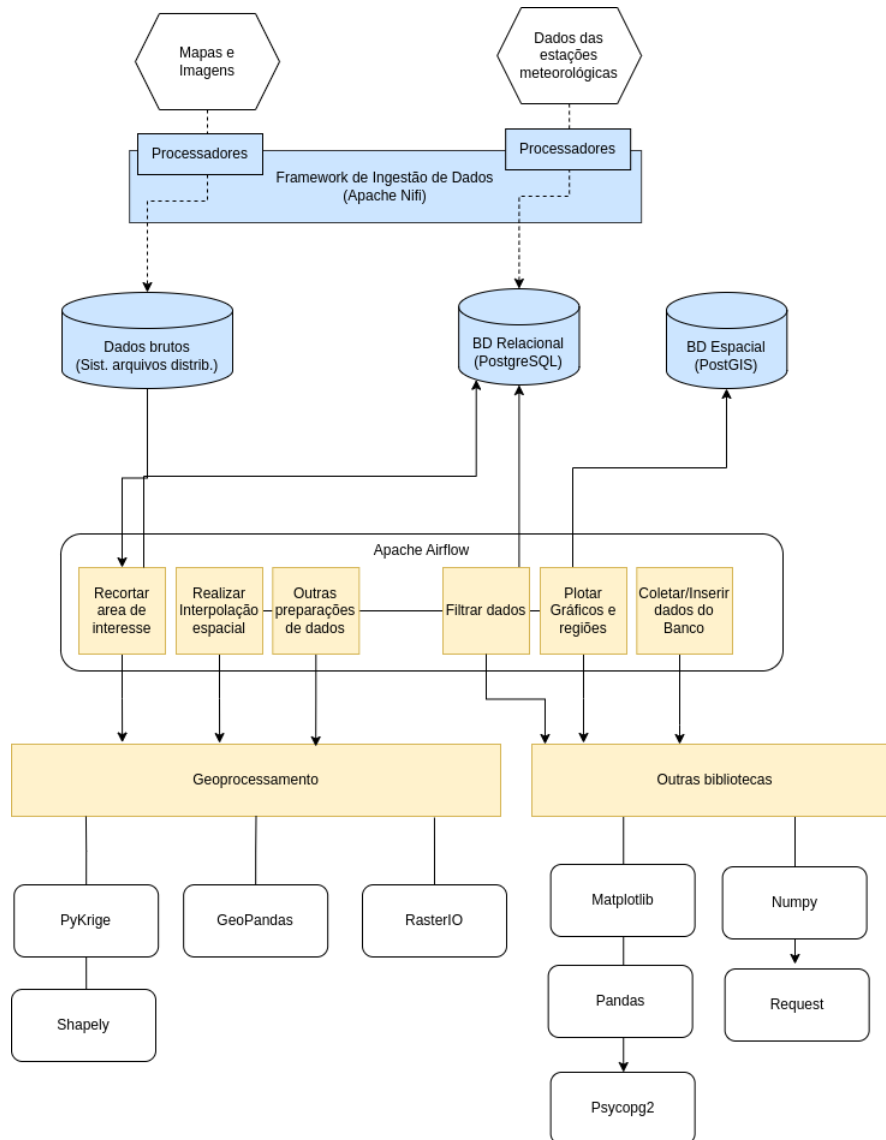 Mapas e
Imagens
Dados das
estações
meteorológicas
Processadores
Processadores
Framework de Ingestão de Dados
(Apache Nifi)
Dados brutos
(Sist. arquivos distrib.)
BD Relacional
(PostgreSQL)
BD Espacial
(PostGIS)
Apache Airflow
Recortar
area de
interesse
Realizar
Interpolação
espacial
Outras
preparações
de dados
Filtrar dados
Plotar
Gráficos e
regiões
Coletar/Inserir
dados do
Banco
Geoprocessamento
Outras bibliotecas
PyKrige
GeoPandas
RasterIO
Matplotlib
Numpy
Shapely
Pandas
Request
Psycopg2